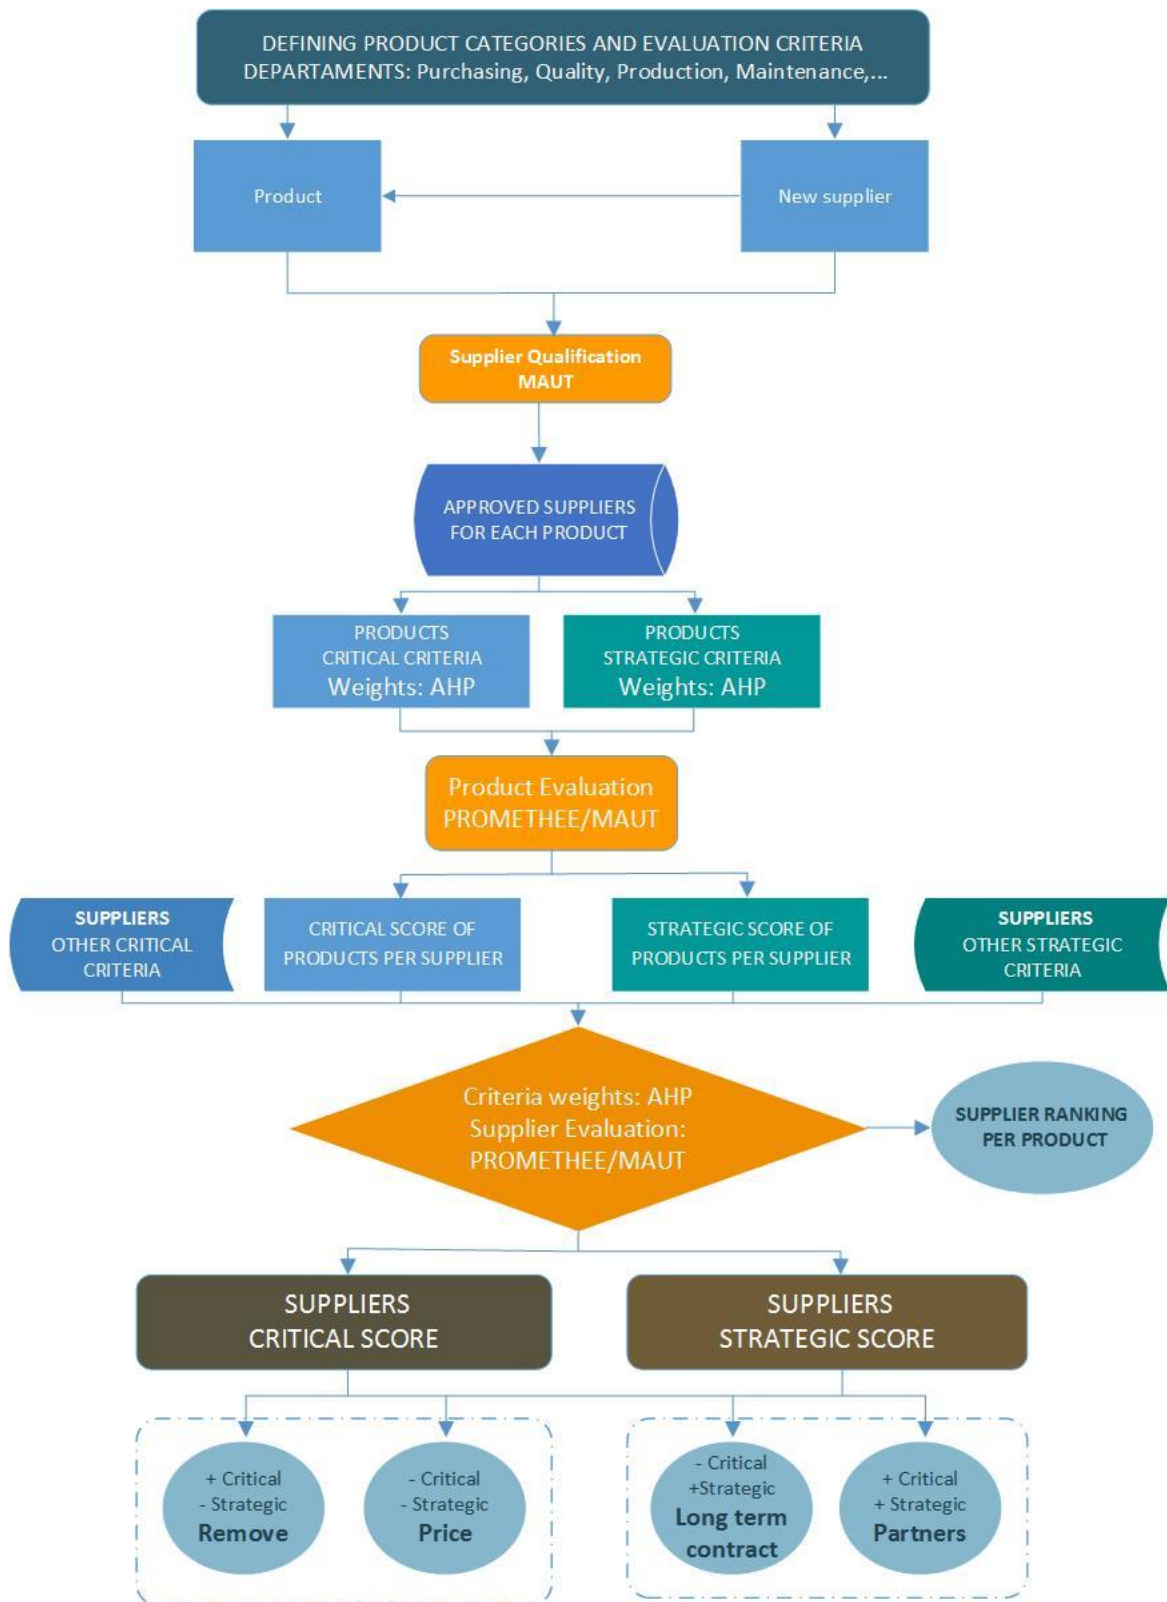 DEFINING PRODUCT CATEGORIES AND EVALUATION CRITERIA
DEPARTAMENTS: Purchasing, Quality, Production, Maintenance,...
Product
New supplier
Supplier Qualification
MAUT
APPROVED SUPPLIERS
FOR EACH PRODUCT
PRODUCTS
CRITICAL CRITERIA
Weights: AHP
PRODUCTS
STRATEGIC CRITERIA
Weights: AHP
Product Evaluation
PROMETHEE/MAUT
SUPPLIERS
OTHER CRITICAL
CRITERIA
CRITICAL SCORE OF
PRODUCTS PER SUPPLIER
STRATEGIC SCORE OF
PRODUCTS PER SUPPLIER
SUPPLIERS
OTHER STRATEGIC
CRITERIA
Criteria weights: AHP
Supplier Evaluation:
PROMETHEE/MAUT
SUPPLIER RANKING
PER PRODUCT
SUPPLIERS
CRITICAL SCORE
SUPPLIERS
STRATEGIC SCORE
+ Critical
- Strategic
Remove
- Critical
- Strategic
Price
- Critical
+Strategic
Long term
contract
+ Critical
+ Strategic
Partners